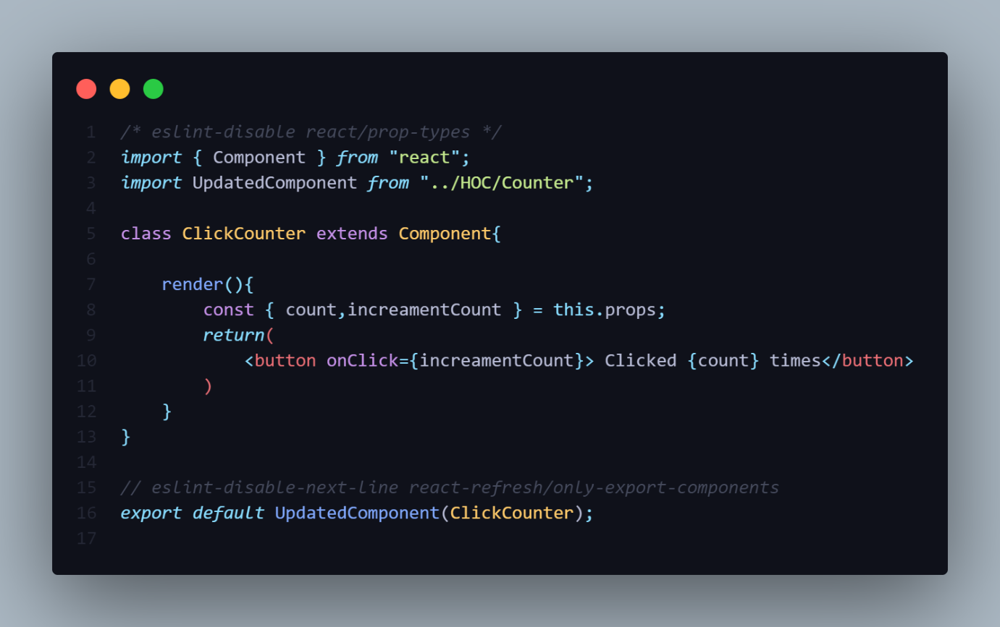 1 /* eslint-disable react/prop-types */
2 import { Component } from "react";
3 import UpdatedComponent from "../HOC/Counter";
4
5 class ClickCounter extends Component{
6
7     render(){
8         const { count,increamentCount } = this.props;
9         return(
10             <button onClick={increamentCount}> Clicked {count} times</button>
11         )
12     }
13 }
14
15 // eslint-disable-next-line react-refresh/only-export-components
16 export default UpdatedComponent(ClickCounter);
17